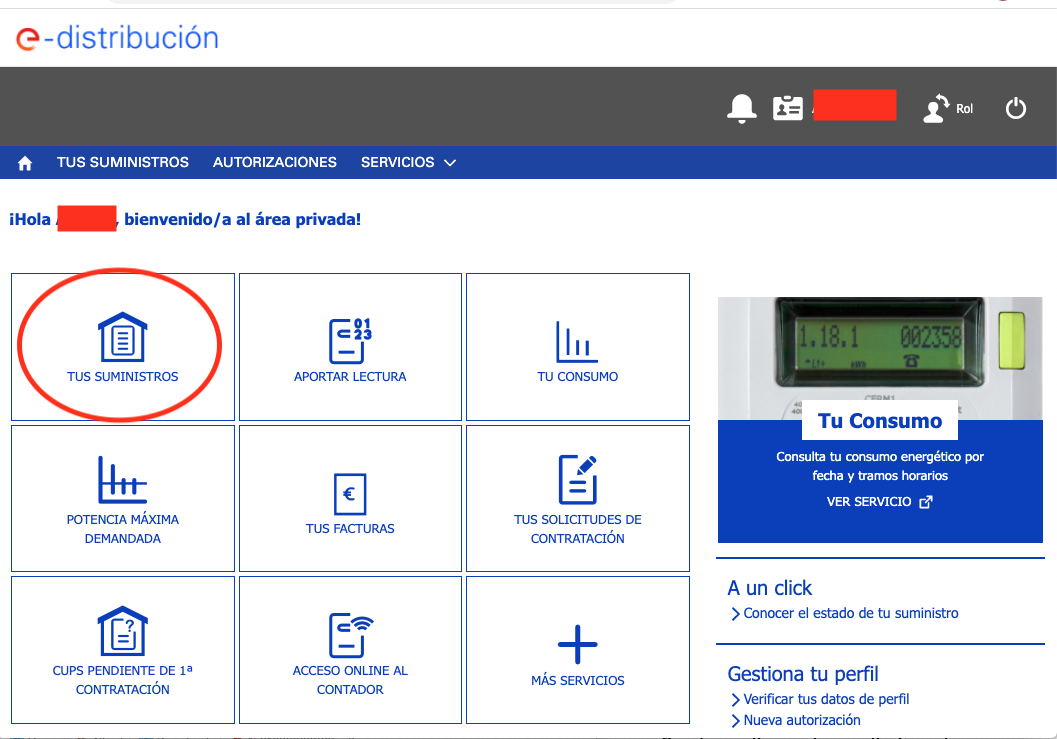 e-distribución
Rol
TUS SUMINISTROS AUTORIZACIONES SERVICIOS
¡Hola , bienvenido/a al área privada!
TUS SUMINISTROS
01
23
APORTAR LECTURA
TU CONSUMO
POTENCIA MÁXIMA
DEMANDADA
€
TUS FACTURAS
TUS SOLICITUDES DE
CONTRATACIÓN
?
CUPS PENDIENTE DE 1ª
CONTRATACIÓN
ACCESO ONLINE AL
CONTADOR
MÁS SERVICIOS
1.18.1 002358
kWh
CERM1
Tu Consumo
Consulta tu consumo energético por
fecha y tramos horarios
VER SERVICIO
A un click
Conocer el estado de tu suministro
Gestiona tu perfil
Verificar tus datos de perfil
Nueva autorización